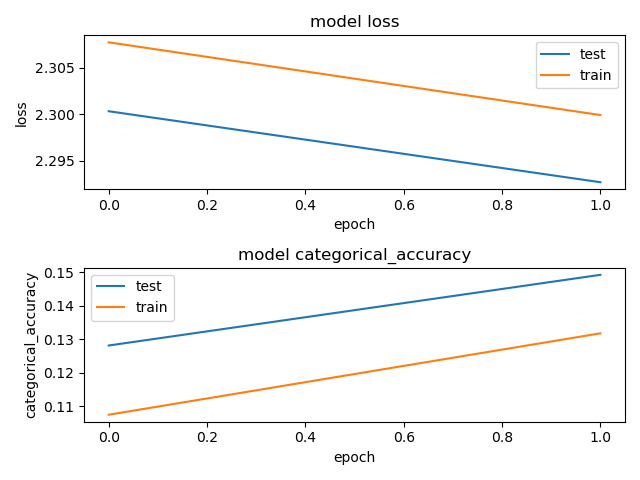 model loss
2.305
2.300
2.295
loss
test
train
0.0 0.2 0.4 0.6 0.8 1.0
epoch
model categorical_accuracy
0.15
0.14
0.13
0.12
0.11
categorical_accuracy
test
train
0.0 0.2 0.4 0.6 0.8 1.0
epoch